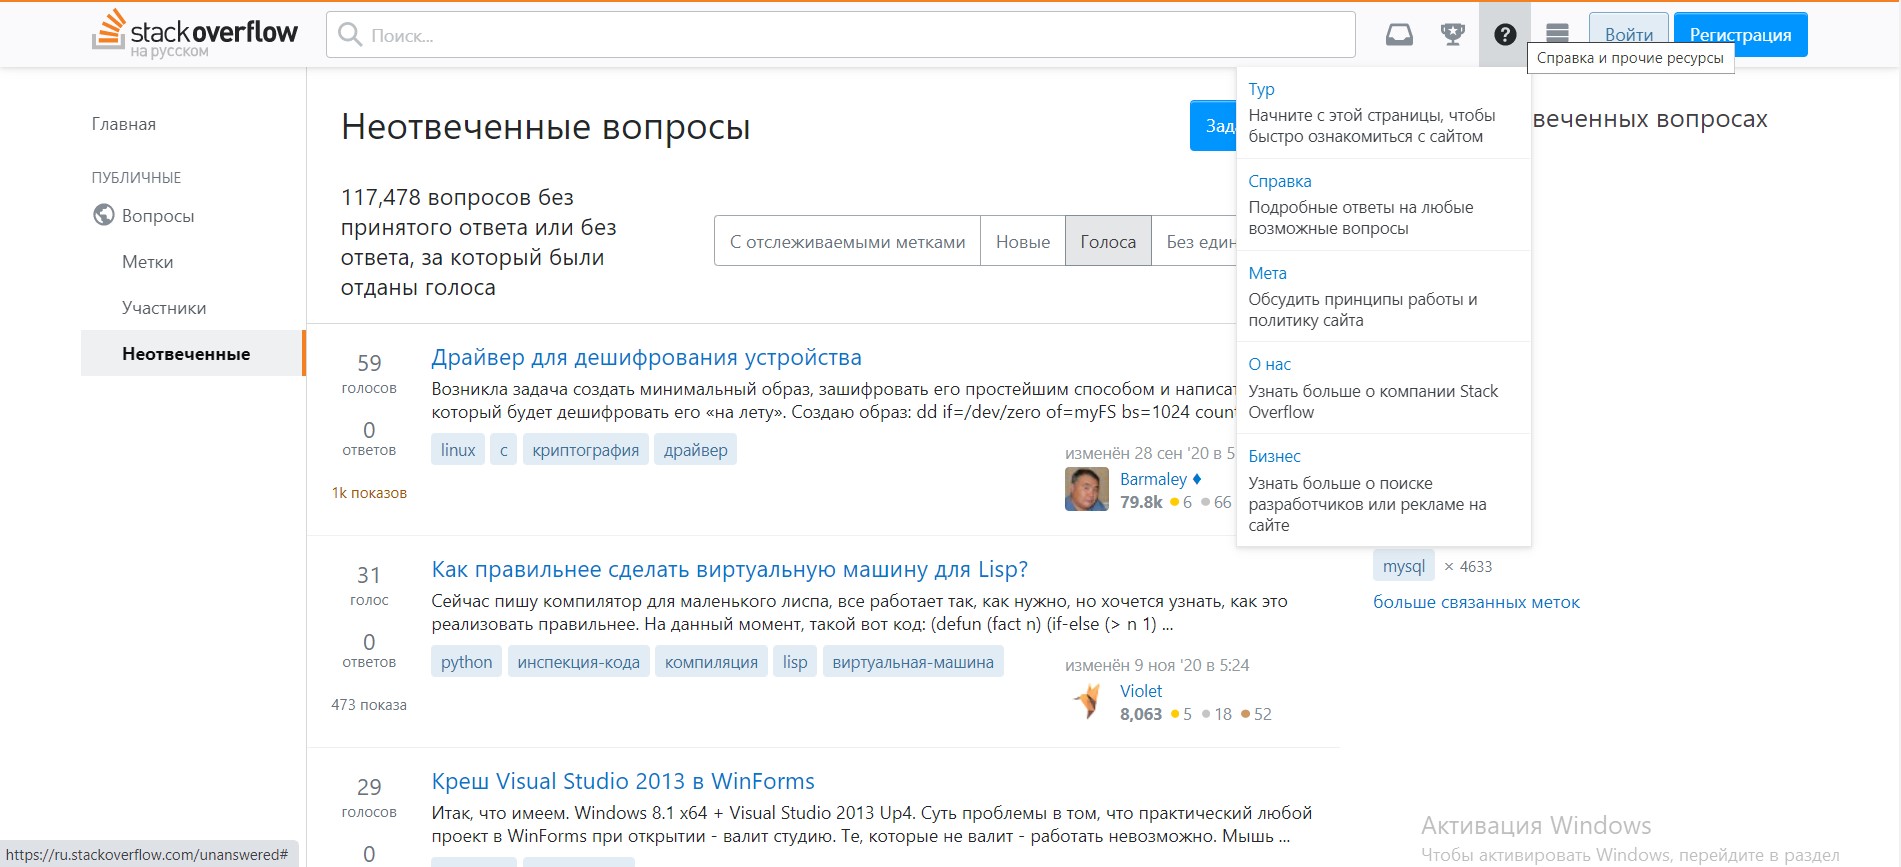 stackoverflow
на русском
Поиск...
Войти
Регистрация
Справка и прочие ресурсы
Главная
ПУБЛИЧНЫЕ
Вопросы
Метки
Участники
Неотвеченные
Неотвеченные вопросы
117,478 вопросов без
принятого ответа или без
ответа, за который были
отданы голоса
С отслеживаемыми метками
Новые
Голоса
Без
Тур
Начните с этой страницы, чтобы
быстро ознакомиться с сайтом
Справка
Подробные ответы на любые
возможные вопросы
Мета
Обсудить принципы работы и
политику сайта
О нас
Узнать больше о компании Stack
Overflow
Бизнес
Узнать больше о поиске
разработчиков или рекламе на
сайте
вопросах
59
голосов
0
ответов
1k показов
Драйвер для дешифрования устройства
Возникла задача создать минимальный образ, зашифровать его простейшим способом и
который будет дешифровать его «на лету». Создаю образ: dd if=/dev/zero of=myFS bs=1024
linux
c
криптография
драйвер
изменён 28 сен '20 в
Barmaley ♦
79.8k ●6 ●66
31
голос
0
ответов
473 показа
Как правильнее сделать виртуальную машину для Lisp?
Сейчас пишу компилятор для маленького лиспа, все работает так, как нужно, но хочется узнать, как это
реализовать правильнее. На данный момент, такой вот код: (defun (fact n) (if-else (> n 1) ...
python
инспекция-кода
компиляция
lisp
виртуальная-машина
изменён 9 ноя '20 в 5:24
Violet
8,063 ●5 ●18 ●52
29
голосов
0
Креш Visual Studio 2013 в WinForms
Итак, что имеем. Windows 8.1 x64 + Visual Studio 2013 Up4. Суть проблемы в том, что практический любой
проект в WinForms при открытии - валит студию. Те, которые не валит - работать невозможно. Мышь ...
mysql
× 4633
больше связанных меток
Активация Windows
Чтобы активировать Windows, перейдите в раздел
https://ru.stackoverflow.com/unanswered#